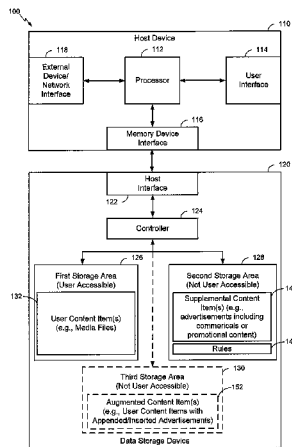 100
110
Host Device
118
112
114
External
Device/
Network
Interface
Processor
User
Interface
116
Memory Device
Interface
120
Host
Interface
122
124
Controller
126
128
First Storage Area
(User Accessible)
Second Storage Area
(Not User Accessible)
132
User Content Item(s)
(e.g., Media Files)
14
Supplemental Content
Item(s) (e.g.,
advertisements including
commericals or
promotional content)
14
Rules
130
Third Storage Area
(Not User Accessible)
152
Augmented Content Item(s)
(e.g., User Content Items with
Appended/Inserted Advertisements)
Data Storage Device